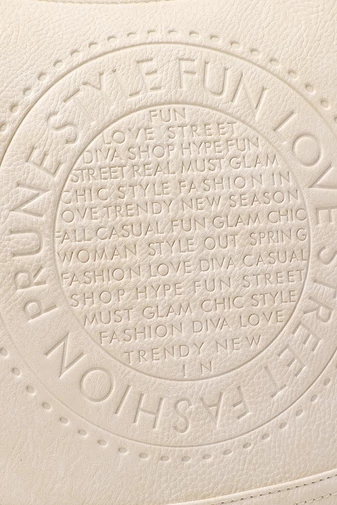 PRUNE STYLE FUN LOVE STREET FASHION
FUN
LOVE STREET
DIVA SHOP HYPE FUN
STREET REAL MUST GLAM
CHIC STYLE FASHION IN
OVE TRENDY NEW SEASON
FALL CASUAL FUN GLAM CHIC
WOMAN STYLE OUT SPRING
FASHION LOVE DIVA CASUAL
SHOP HYPE FUN STREET
MUST GLAM CHIC STYLE
FASHION DIVA LOVE
TRENDY NEW
IN